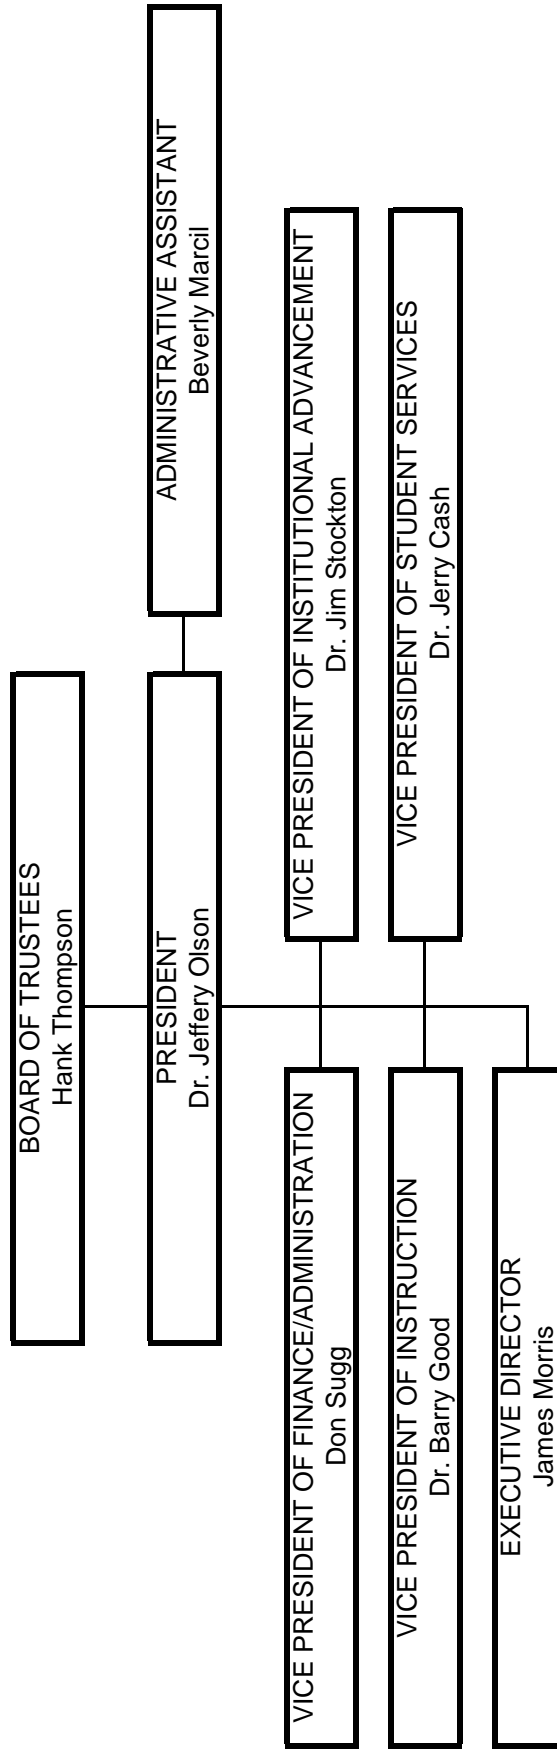 BOARD OF TRUSTEES
Hank Thompson
PRESIDENT
Dr. Jeffery Olson
ADMINISTRATIVE ASSISTANT
Beverly Marcil
VICE PRESIDENT OF FINANCE/ADMINISTRATION
Don Sugg
VICE PRESIDENT OF INSTITUTIONAL ADVANCEMENT
Dr. Jim Stockton
VICE PRESIDENT OF INSTRUCTION
Dr. Barry Good
VICE PRESIDENT OF STUDENT SERVICES
Dr. Jerry Cash
EXECUTIVE DIRECTOR
James Morris